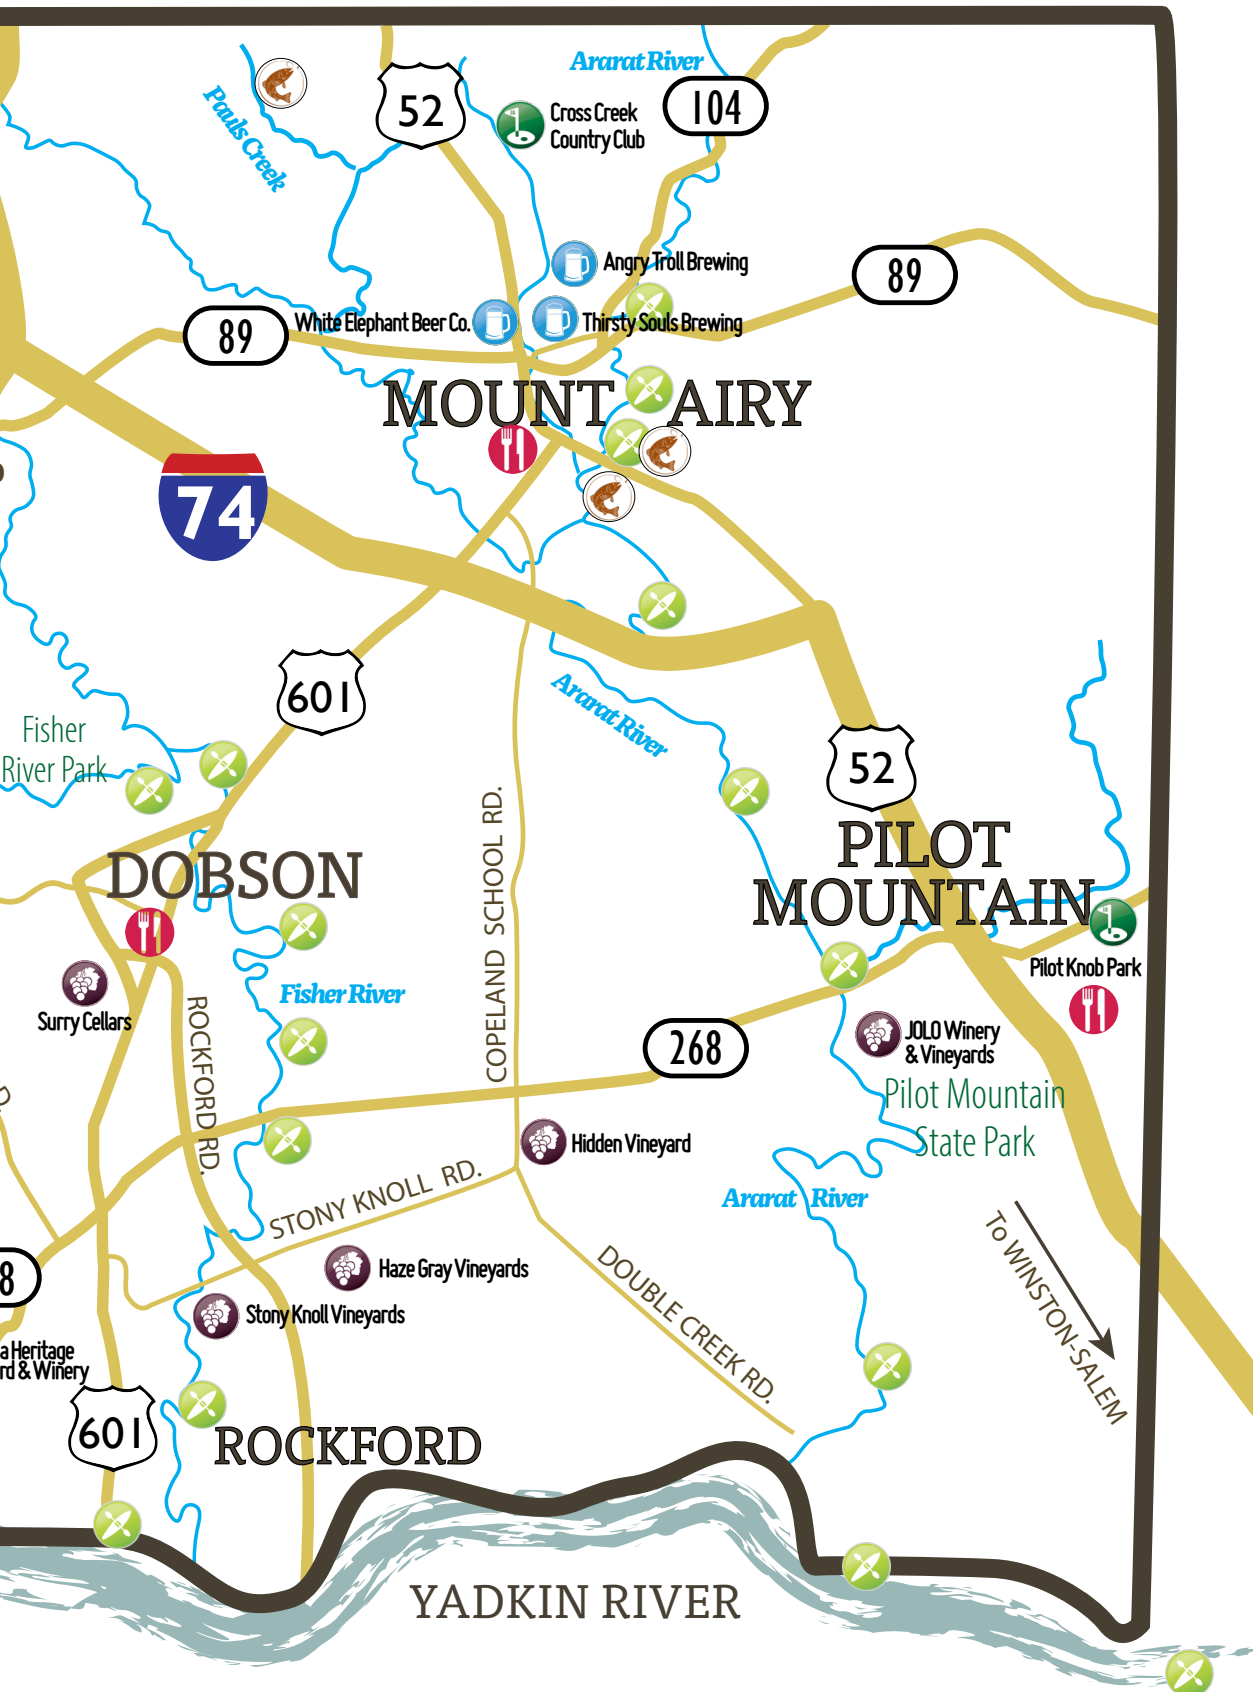 Ararat River
Pauls Creek
52
104
Cross Creek
Country Club
Angry Troll Brewing
89
White Elephant Beer Co.
Thirsty Souls Brewing
89
MOUNT AIRY
74
601
Ararat River
Fisher
River Park
52
PILOT
MOUNTAIN
DOBSON
COPELAND SCHOOL RD.
Pilot Knob Park
Surry Cellars
Fisher River
ROCKFORD RD.
268
JOLO Winery
& Vineyards
Pilot Mountain
State Park
Hidden Vineyard
STONY KNOLL RD.
Ararat River
To WINSTON-SALEM
Haze Gray Vineyards
DOUBLE CREEK RD.
8
Stony Knoll Vineyards
a Heritage
rd & Winery
601
ROCKFORD
YADKIN RIVER